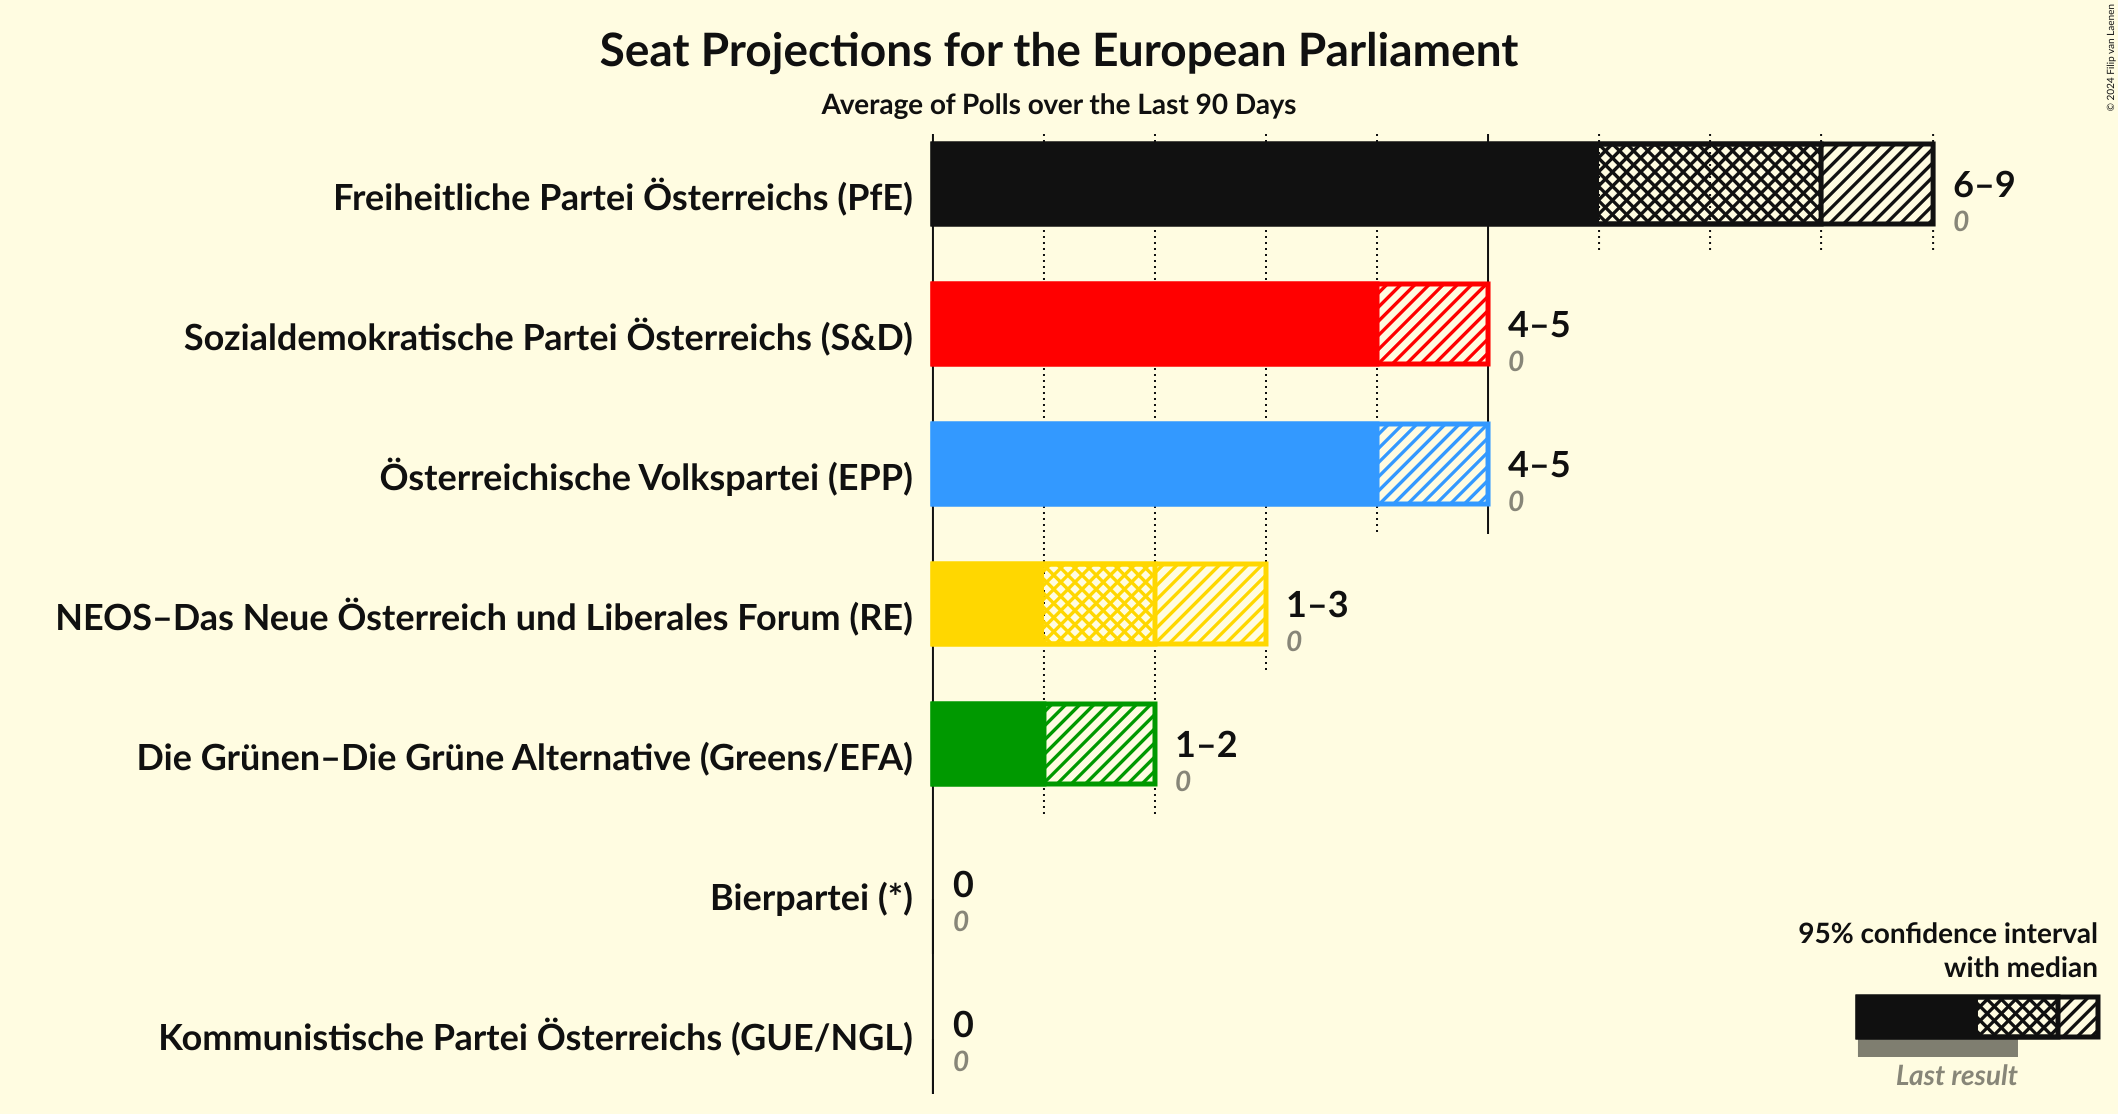 Seat Projections for the European Parliament
Average of Polls over the Last 90 Days
© 2024 Filip van Laenen
Freiheitliche Partei Österreichs (PfE)
6–9
0
Sozialdemokratische Partei Österreichs (S&D)
4–5
0
Österreichische Volkspartei (EPP)
4–5
0
NEOS–Das Neue Österreich und Liberales Forum (RE)
1–3
0
Die Grünen–Die Grüne Alternative (Greens/EFA)
1–2
0
Bierpartei (*)
0
0
Kommunistische Partei Österreichs (GUE/NGL)
0
0
95% confidence interval
with median
Last result